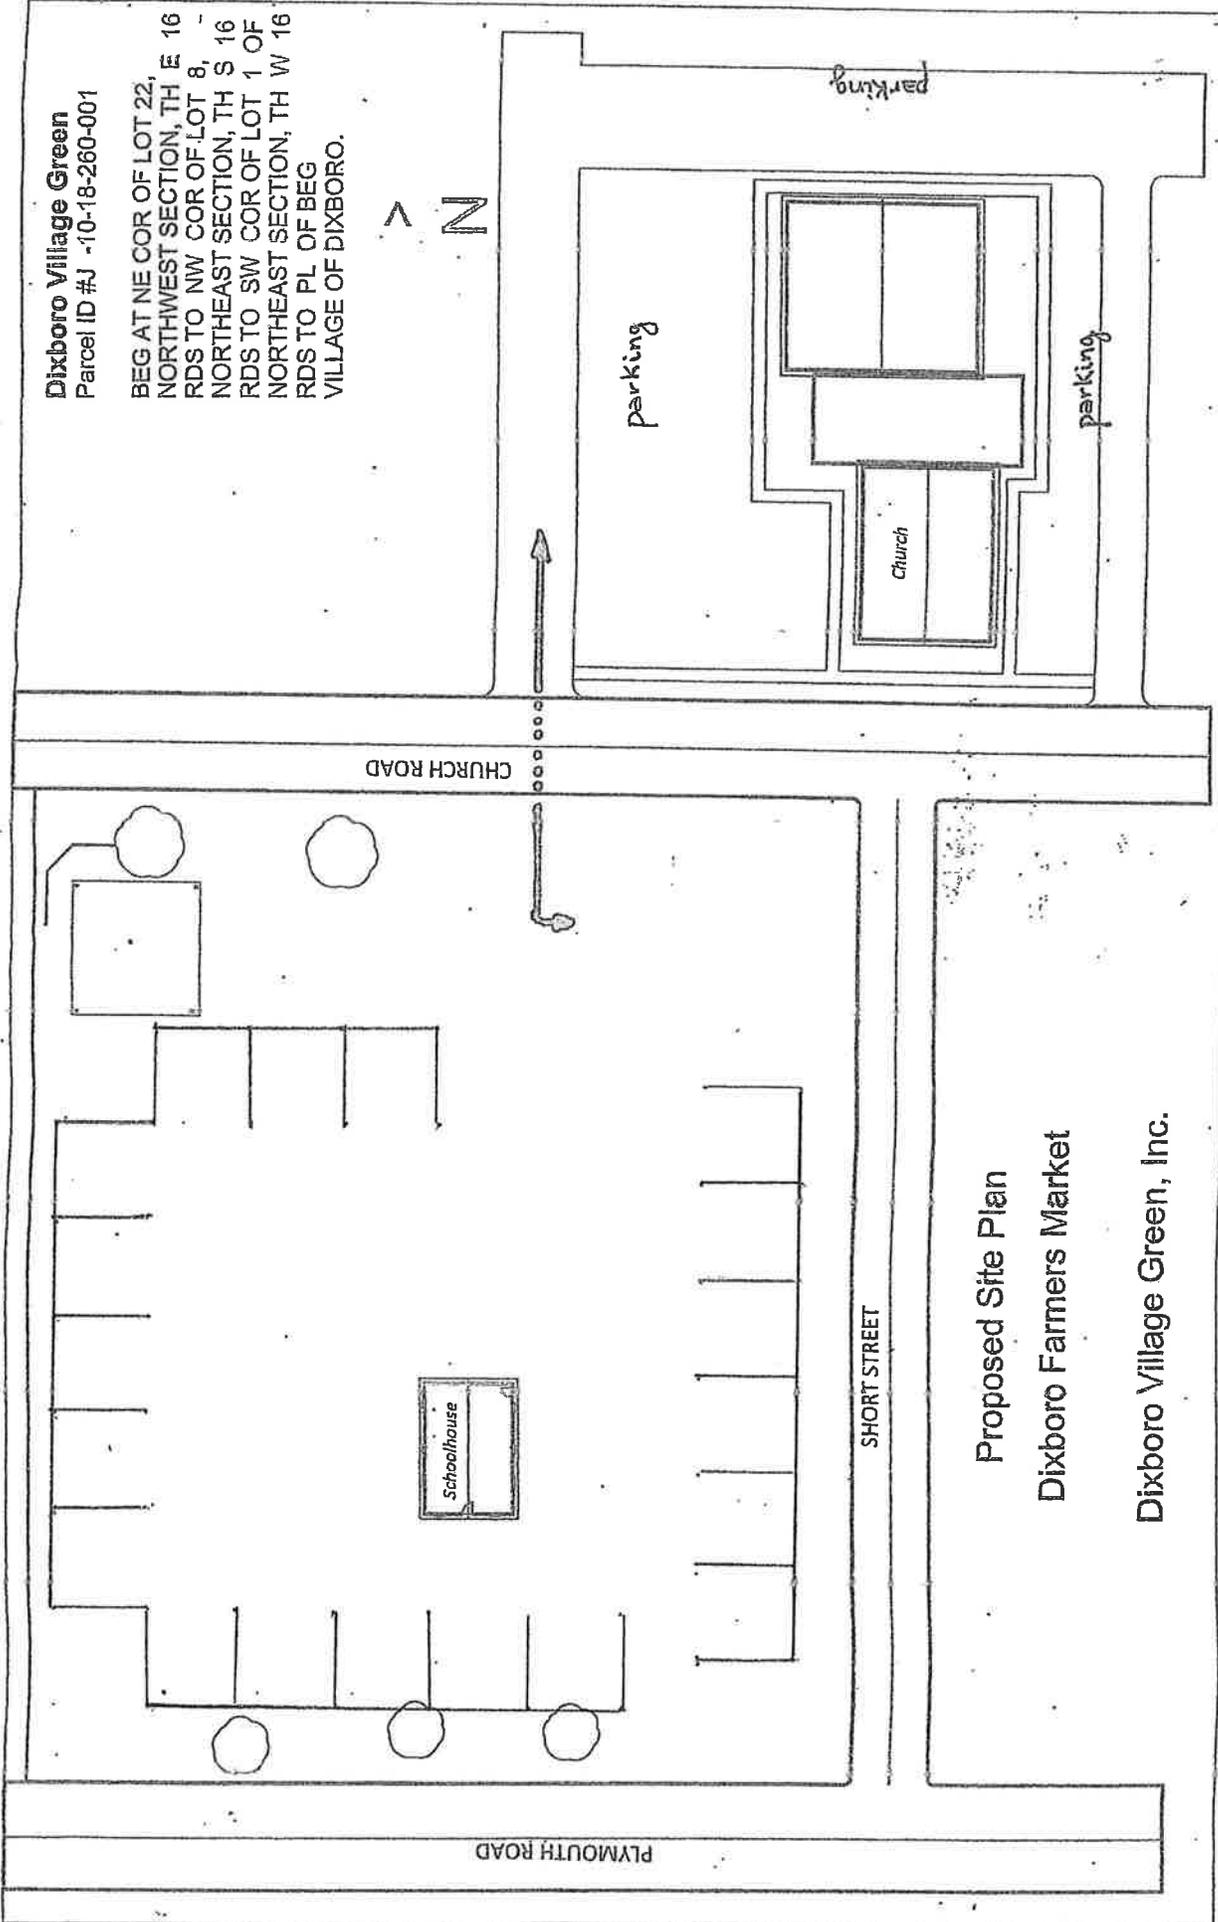 Dixboro Village Green
Parcel ID #J -10-18-260-001
BEG AT NE COR OF LOT 22,
NORTHWEST SECTION, TH E 16
RDS TO NW COR OF LOT 8, -
NORTHEAST SECTION, TH S 16
RDS TO SW COR OF LOT 1 OF
NORTHEAST SECTION, TH W 16
RDS TO PL OF BEG
VILLAGE OF DIXBORO.
> Z
parking
parking
parking
Church
CHURCH ROAD
Schoolhouse
SHORT STREET
PLYMOUTH ROAD
Proposed Site Plan
Dixboro Farmers Market
Dixboro Village Green, Inc.